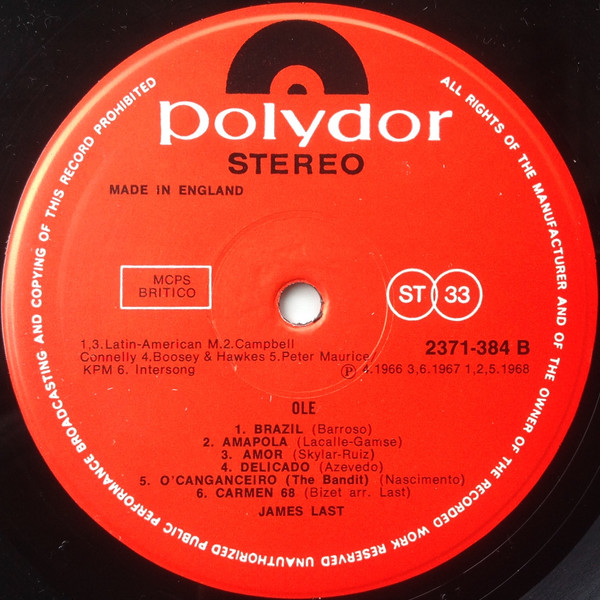 polydor
STEREO
MADE IN ENGLAND
MCPS
BRITICO
ST 33
1,3.Latin-American M.2.Campbell
Connelly 4.Boosey & Hawkes 5.Peter Maurice/
KPM 6. Intersong
2371-384 B
Ⓟ 4.1966 3,6.1967 1,2,5.1968
OLE
1. BRAZIL (Barroso)
2. AMAPOLA (Lacalle-Gamse)
3. AMOR (Skylar-Ruiz)
4. DELICADO (Azevedo)
5. O'CANGANCEIRO (The Bandit) (Nascimento)
6. CARMEN 68 (Bizet arr. Last)
JAMES LAST
ALL RIGHTS OF THE MANUFACTURER AND OF THE OWNER OF THE RECORDED WORK RESERVED UNAUTHORIZED PUBLIC PERFORMANCE BROADCASTING AND COPYING OF THIS RECORD PROHIBITED